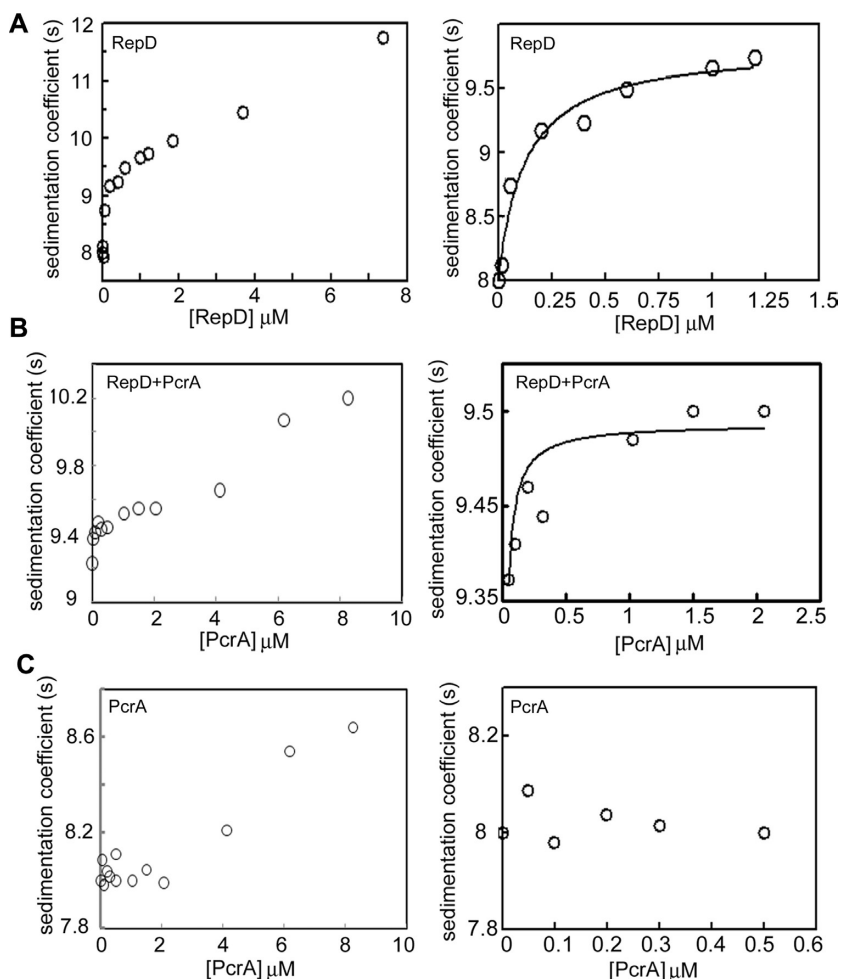 A
sedimentation coefficient (s)
RepD
12
11
10
9
8
0
2
4
6
8
[RepD] μM
sedimentation coefficient (s)
RepD
9.5
9
8.5
8
0
0.25
0.5
0.75
1
1.25
1.5
[RepD] μM
B
sedimentation coefficient (s)
RepD+PcrA
10.2
9.8
9.4
9
0
2
4
6
8
10
[PcrA] μM
sedimentation coefficient (s)
RepD+PcrA
9.5
9.45
9.35
0
0.5
1
1.5
2
2.5
[PcrA] μM
C
sedimentation coefficient (s)
PcrA
8.6
8.2
7.8
0
2
4
6
8
10
[PcrA] μM
sedimentation coefficient (s)
PcrA
8.2
8
7.8
0
0.1
0.2
0.3
0.4
0.5
0.6
[PcrA] μM